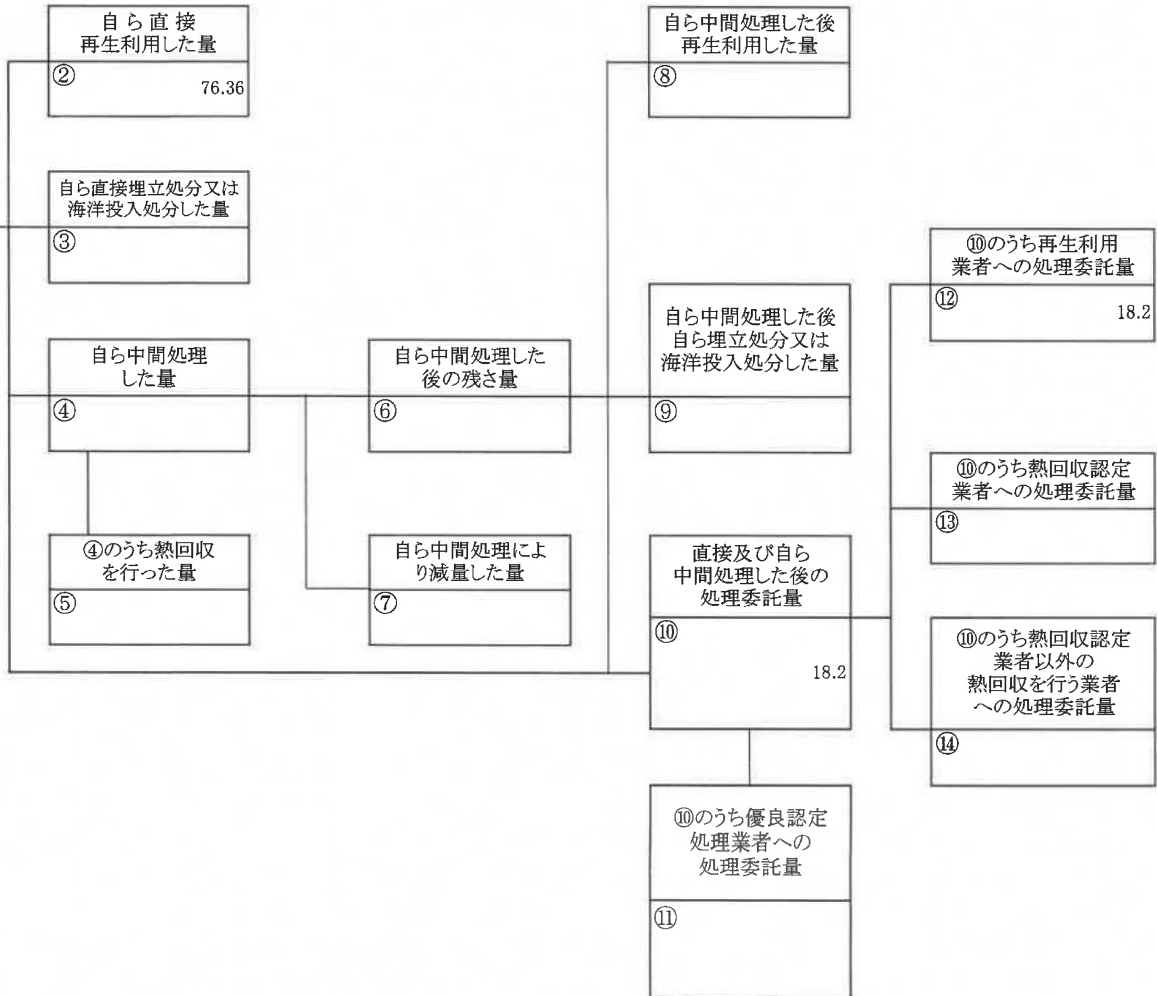 自ら直接
再生利用した量
②
76.36
自ら直接埋立処分又は
海洋投入処分した量
③
自ら中間処理
した量
④
④のうち熱回収
を行った量
⑤
自ら中間処理した
後の残さ量
⑥
自ら中間処理によ
り減量した量
⑦
自ら中間処理した後
再生利用した量
⑧
自ら中間処理した後
自ら埋立処分又は
海洋投入処分した量
⑨
直接及び自ら
中間処理した後の
処理委託量
⑩
18.2
⑩のうち優良認定
処理業者への
処理委託量
⑪
⑩のうち再生利用
業者への処理委託量
⑫
18.2
⑩のうち熱回収認定
業者への処理委託量
⑬
⑩のうち熱回収認定
業者以外の
熱回収を行う業者
への処理委託量
⑭